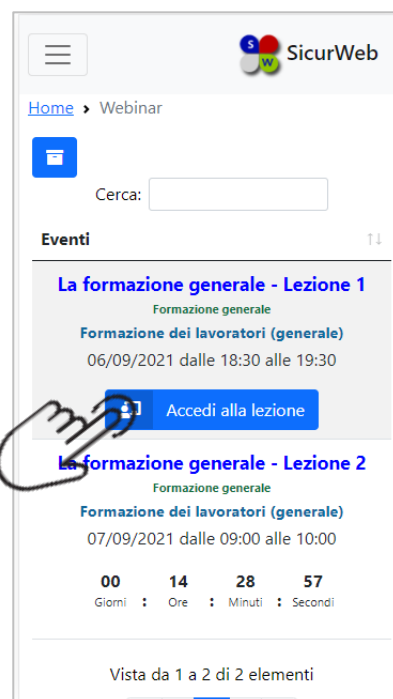 SW SicurWeb
Home › Webinar
Cerca:
Eventi
La formazione generale - Lezione 1
Formazione generale
Formazione dei lavoratori (generale)
06/09/2021 dalle 18:30 alle 19:30
Accedi alla lezione
La formazione generale - Lezione 2
Formazione generale
Formazione dei lavoratori (generale)
07/09/2021 dalle 09:00 alle 10:00
00 14 28 57
Giorni : Ore : Minuti : Secondi
Vista da 1 a 2 di 2 elementi